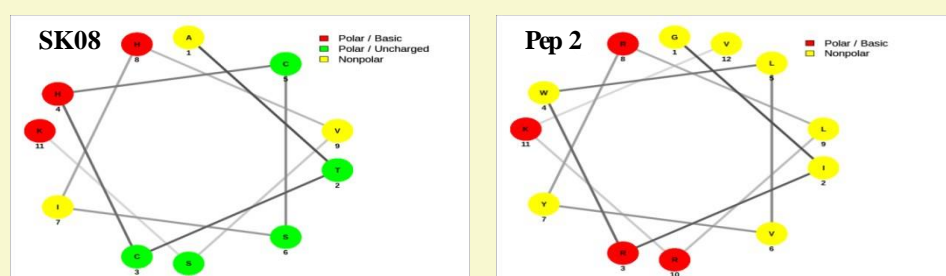 SK08
Polar / Basic
Polar / Uncharged
Nonpolar
A
1
H
8
C
5
H
4
11
V
9
T
2
I
7
S
6
C
3
S
Pep 2
Polar / Basic
Nonpolar
G
1
V
12
R
8
L
5
W
4
11
L
9
I
2
Y
7
V
6
3
10